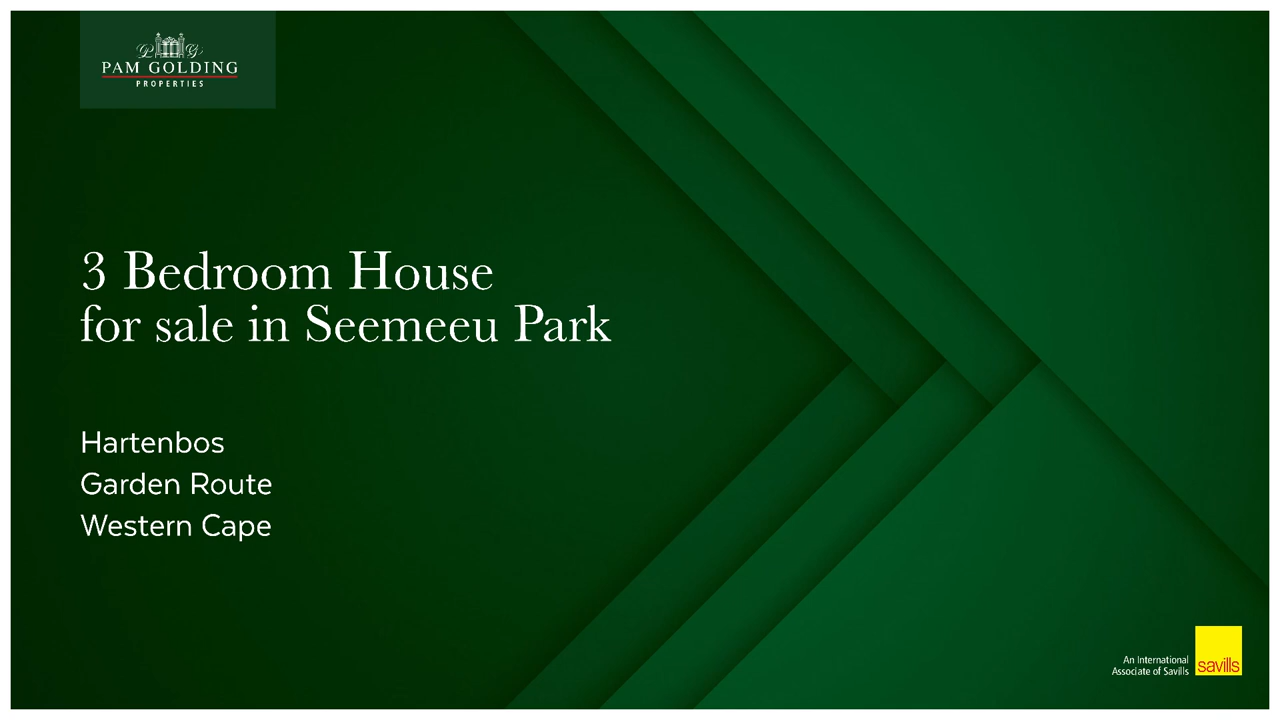 PAM GOLDING
PROPERTIES
3 Bedroom House
for sale in Seemeeu Park
Hartenbos
Garden Route
Western Cape
An International
Associate of Savills
savills